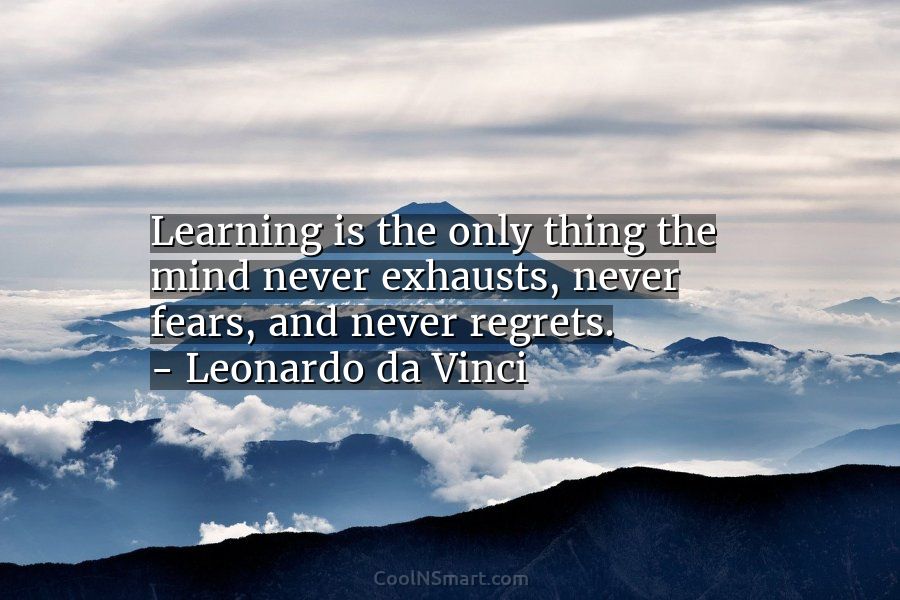 Learning is the only thing the
mind never exhausts, never
fears, and never regrets.
- Leonardo da Vinci
CoolNSmart.com